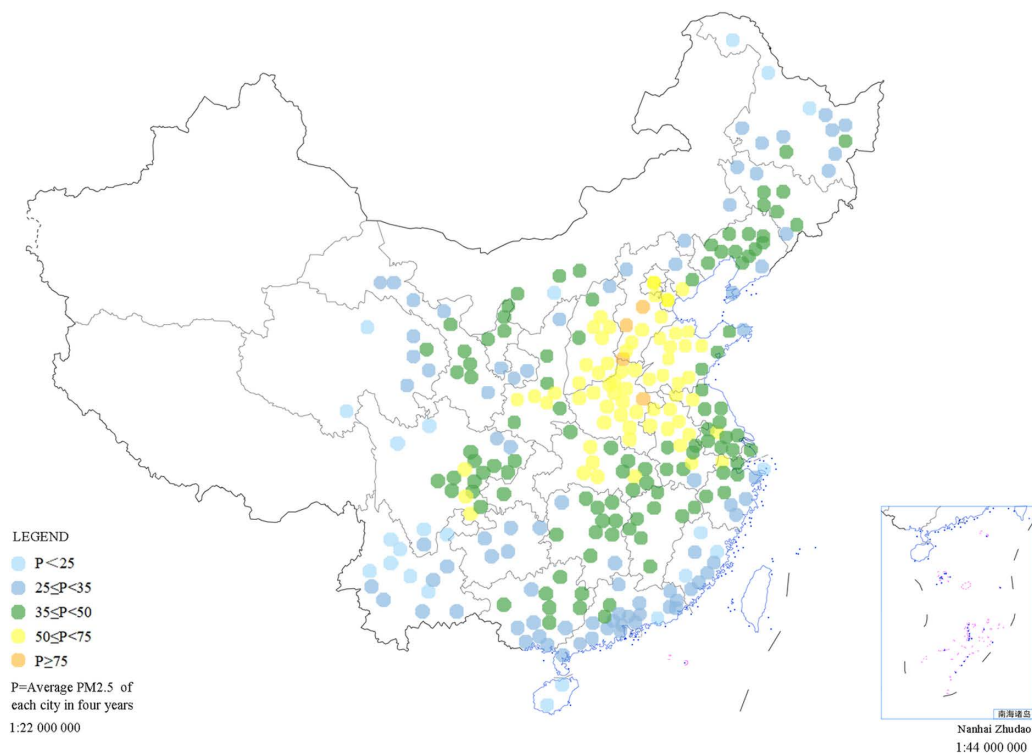 LEGEND
P＜25
25≤P<35
35≤P<50
50≤P<75
P≥75
P=Average PM2.5 of
each city in four years
1:22 000 000
南海诸岛
Nanhai Zhudao
1:44 000 000